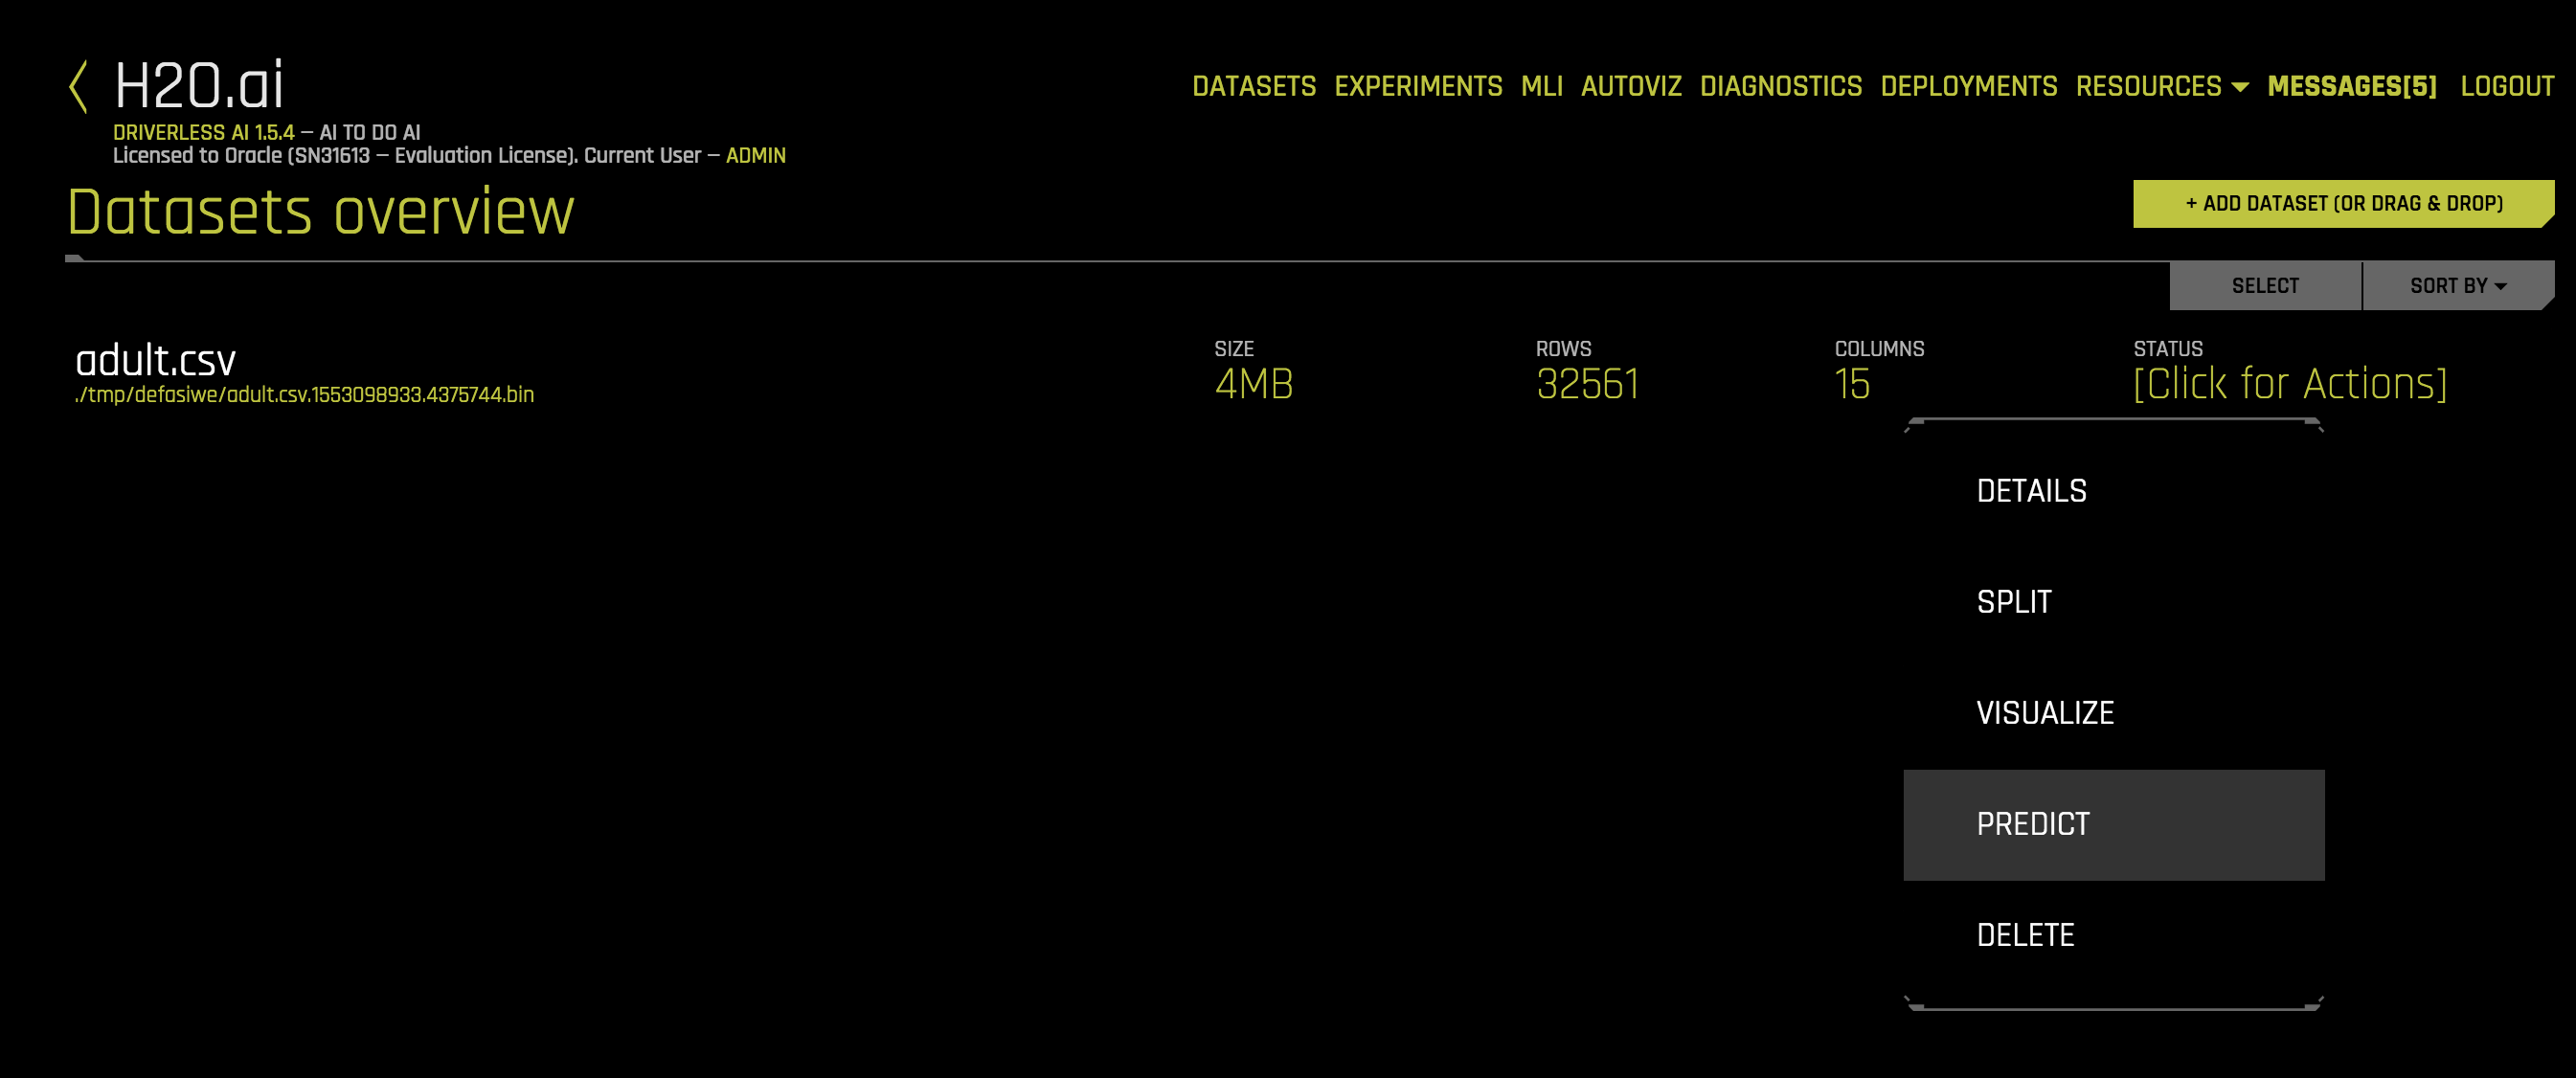 H2O.ai
DATASETS EXPERIMENTS MLI AUTOVIZ DIAGNOSTICS DEPLOYMENTS RESOURCES MESSAGES[5] LOGOUT
DRIVERLESS AI 1.5.4 — AI TO DO AI
Licensed to Oracle (SN31613 — Evaluation License). Current User — ADMIN
Datasets overview
+ ADD DATASET (OR DRAG & DROP)
SELECT SORT BY
adult.csv
./tmp/defasiwe/adult.csv.1553098933.4375744.bin
SIZE ROWS COLUMNS STATUS
4MB 32561 15 [Click for Actions]
DETAILS
SPLIT
VISUALIZE
PREDICT
DELETE